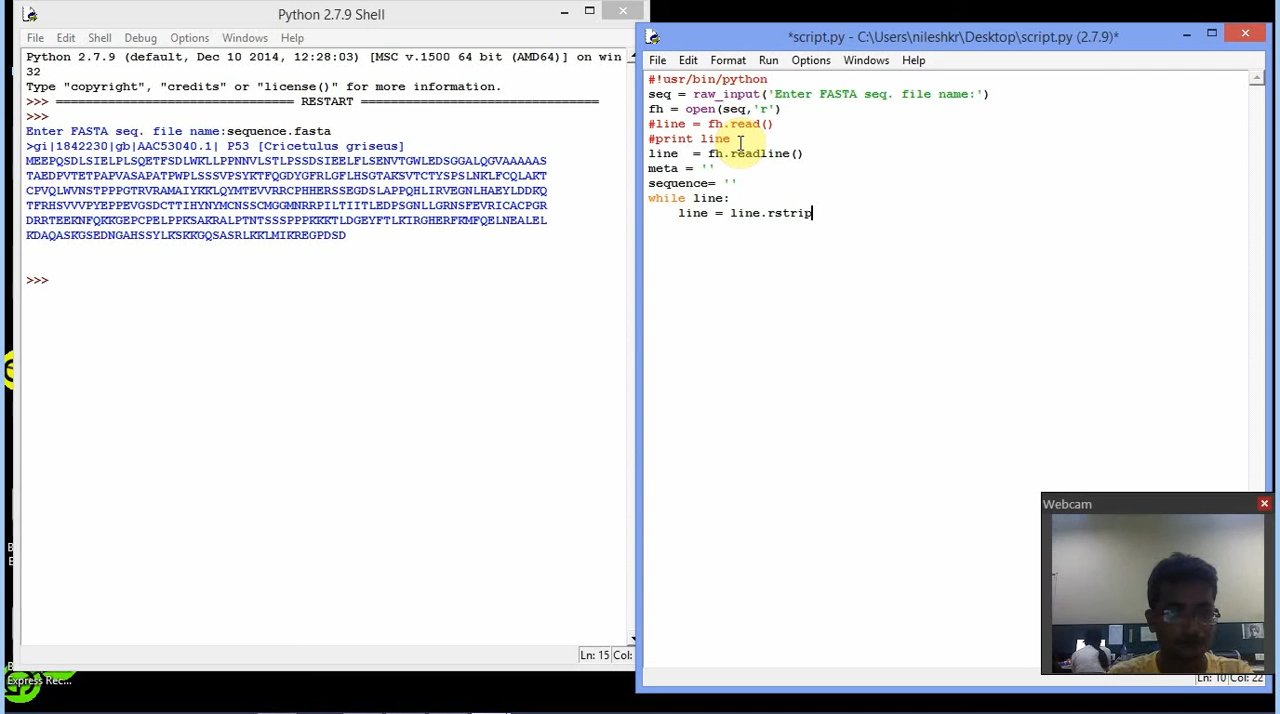 Python 2.7.9 Shell
File Edit Shell Debug Options Windows Help
Python 2.7.9 (default, Dec 10 2014, 12:28:03) [MSC v.1500 64 bit (AMD64)] on win
32
Type "copyright", "credits" or "license()" for more information.
>>> ================================ RESTART ================================
>>>
Enter FASTA seq. file name:sequence.fasta
>gi|1842230|gb|AAC53040.1| P53 [Cricetulus griseus]
MEEPQSDLSIELPLSQETFSDLWKLLPPNNVLSTLPSSDSIEELFLSENVTGWLEDSGGALQGVAAAAAS
TAEDPVTETPAPVASAPATPWPLSSSVPSYKTFQGDYGFRLGFLHSGTAKSVTCTYSPSLNKLFCQLAKT
CPVQLWVNSTPPPGTRVRAMAIYKKLQYMTEVVRRCPHHERSSEGDSLAPPQHLIRVEGNLHAEYLDDKQ
TFRHSVVVPYEPPEVGSDCTTIHYNYMCNSSCMGGMNRRPILTIITLEDPSGNLLGRNSFEVRICACPGR
DRRTEEKNFQKKGEPCPELPPKSAKRALPTNTSSSPPPKKKTLDGEYFTLKIRGHERFKMFQELNEALEL
KDAQASKGSEDNGAHSSYLKSKKGQSASRLKKLMIKREGPDSD
>>>
Ln: 15 Col:
*script.py - C:\Users\nileshkr\Desktop\script.py (2.7.9)*
File Edit Format Run Options Windows Help
#!usr/bin/python
seq = raw_input('Enter FASTA seq. file name:')
fh = open(seq,'r')
#line = fh.read()
#print line
line  = fh.readline()
meta = ''
sequence= ''
while line:
    line = line.rstrip
Webcam
Ln: 10 Col: 22
Express Rec...